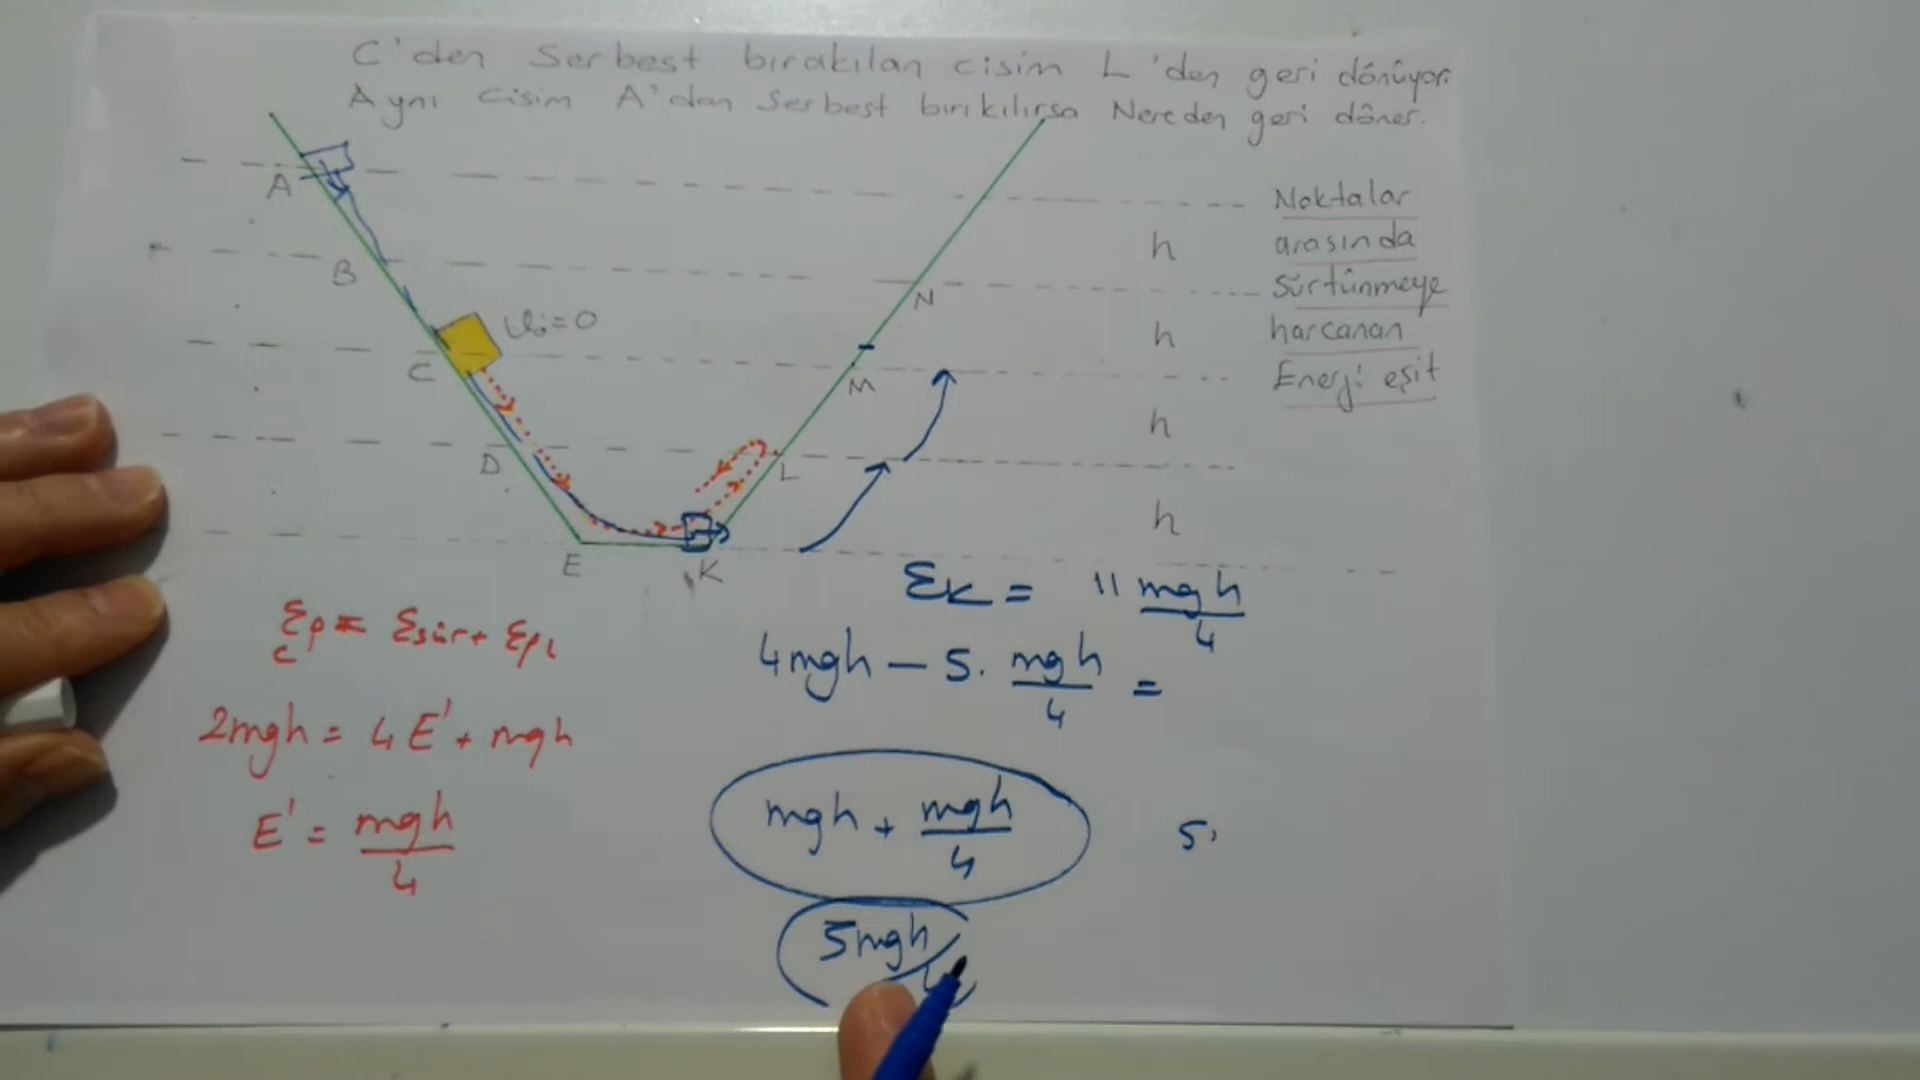 C'den Serbest bırakılan cisim L'den geri dönüyor.
Aynı cisim A'dan Serbest bırıkılırsa Nereden geri döner.
A
B
C
D
E
K
L
M
N
υ₀=0
h
h
h
h
Noktalar
arasında
Sürtünmeye
harcanan
Enerji eşit
Ep = Esür + EpL
C
2mgh = 4E' + mgh
E' = mgh/4
EK = 11 mgh/4
4mgh - 5. mgh/4 =
mgh + mgh/4
5.
5mgh